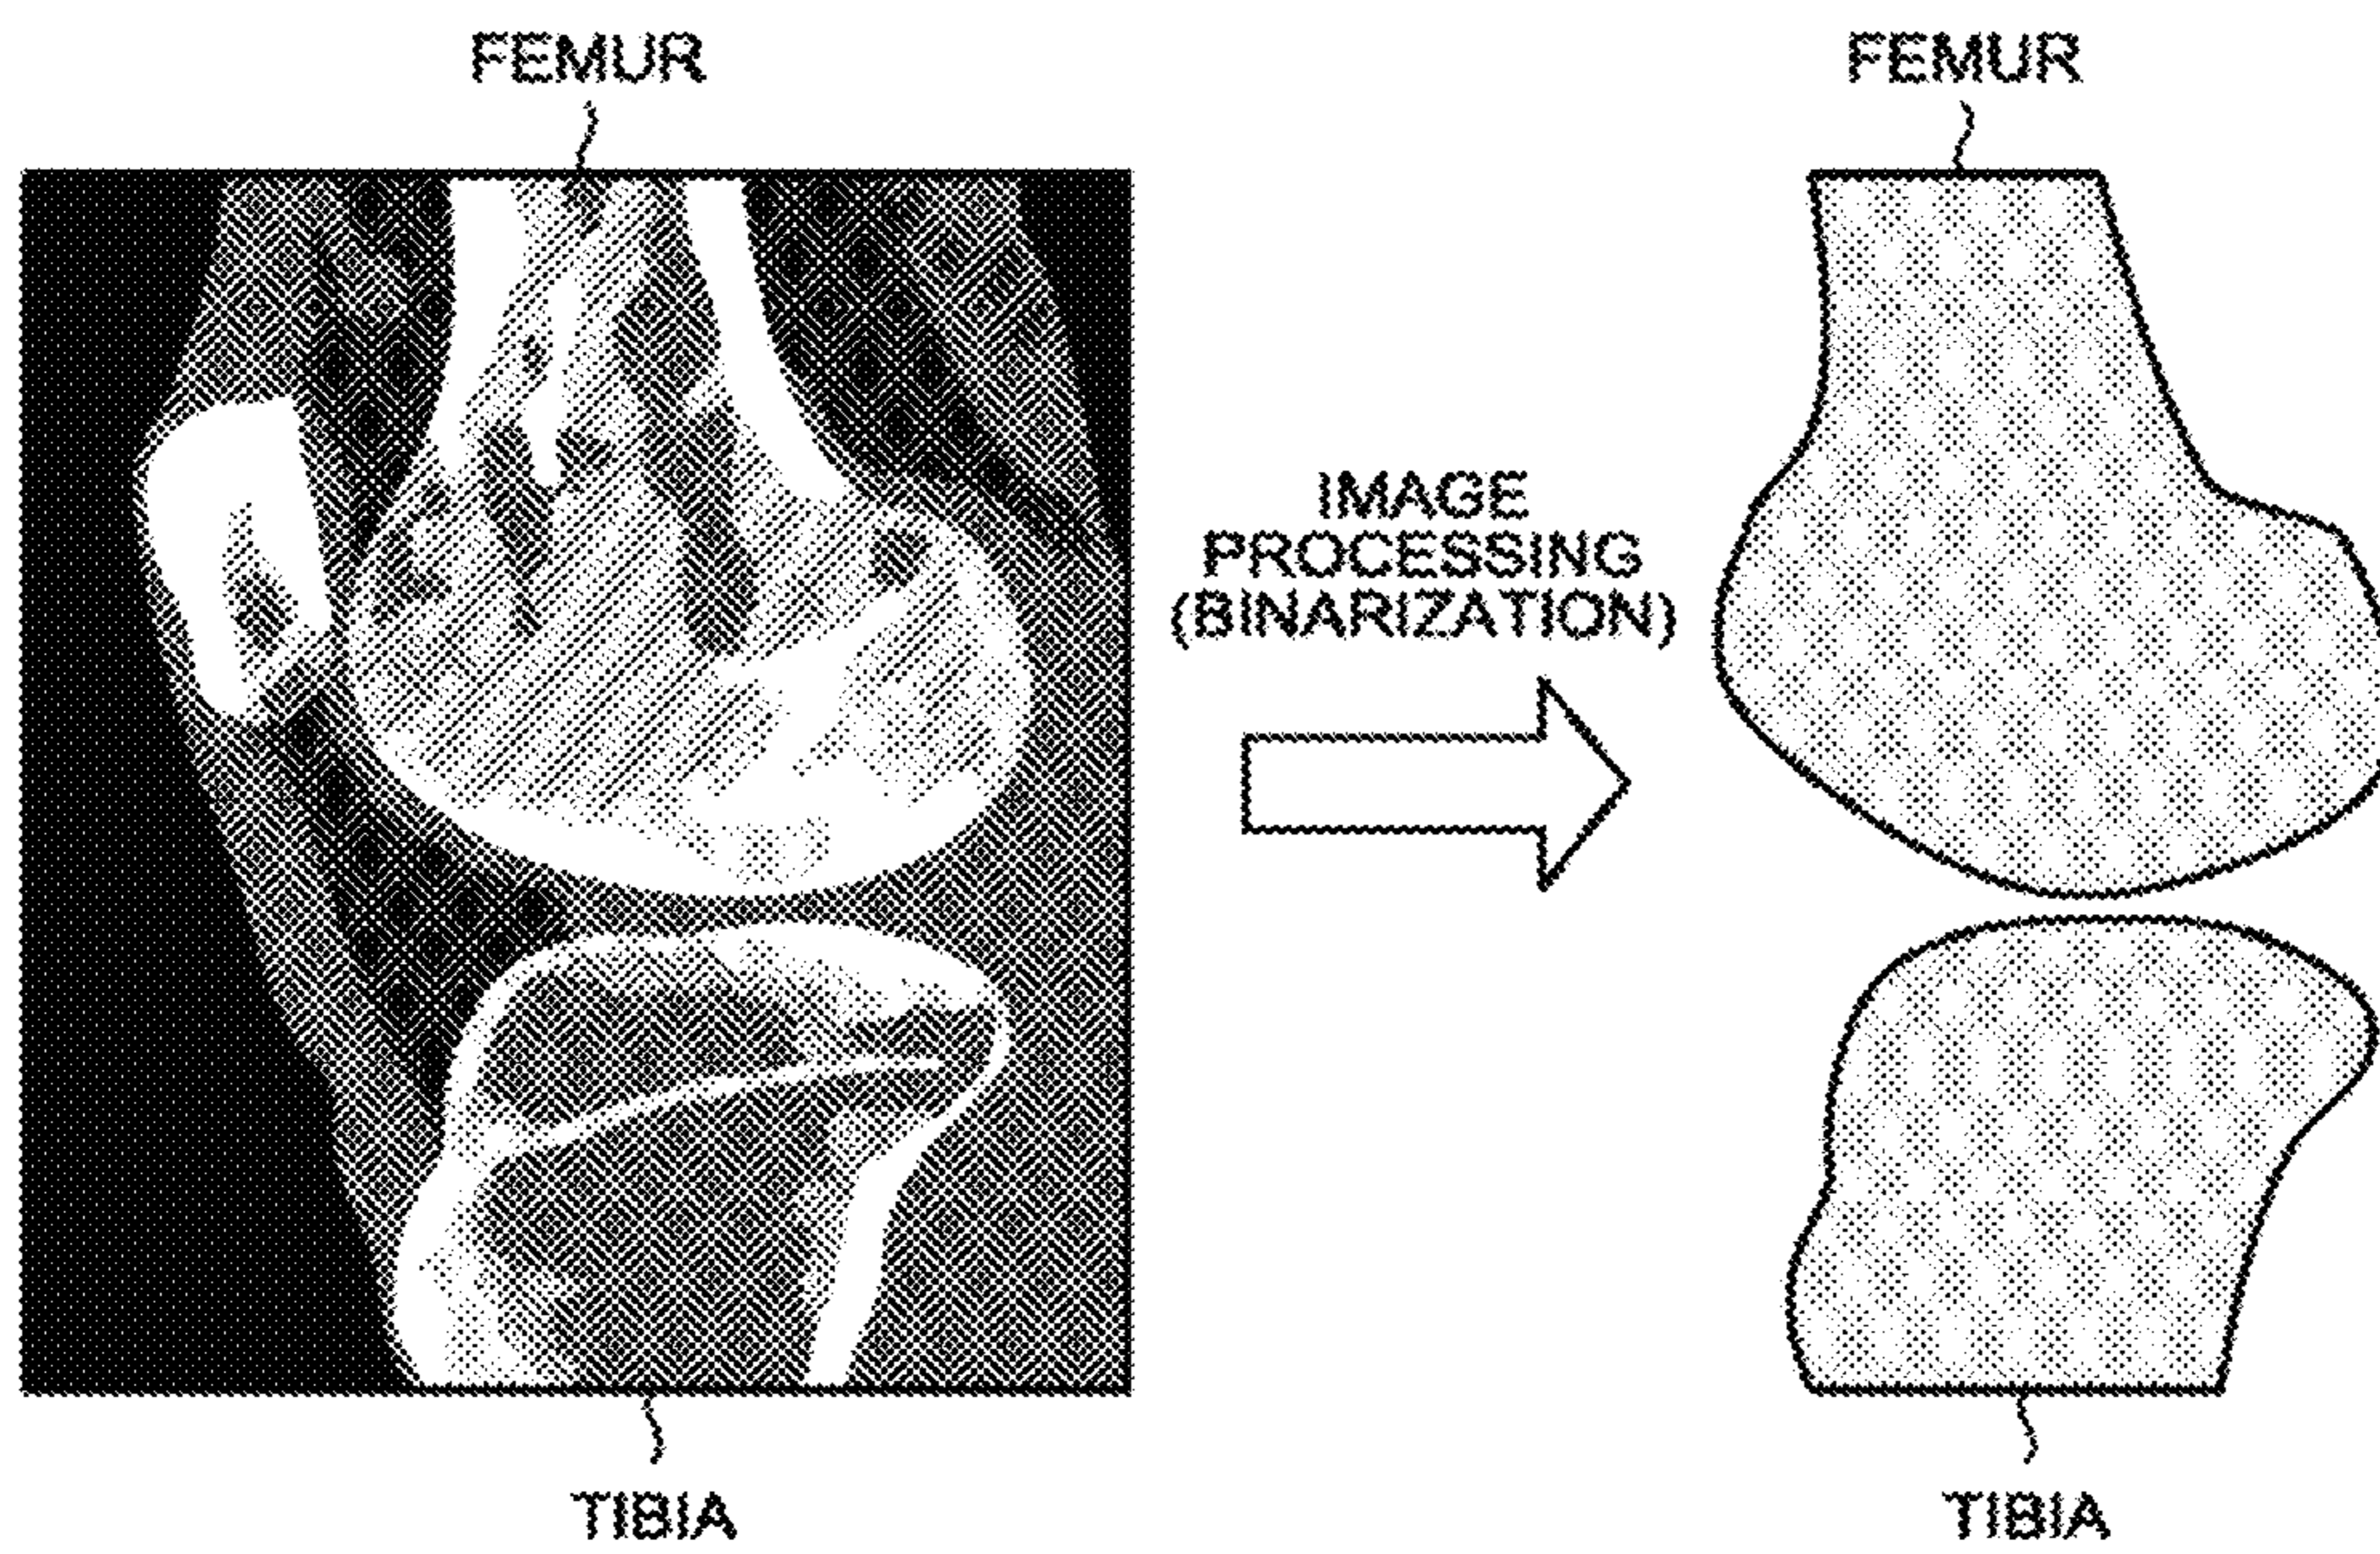 FEMUR
FEMUR
IMAGE
PROCESSING
(BINARIZATION)
TIBIA
TIBIA